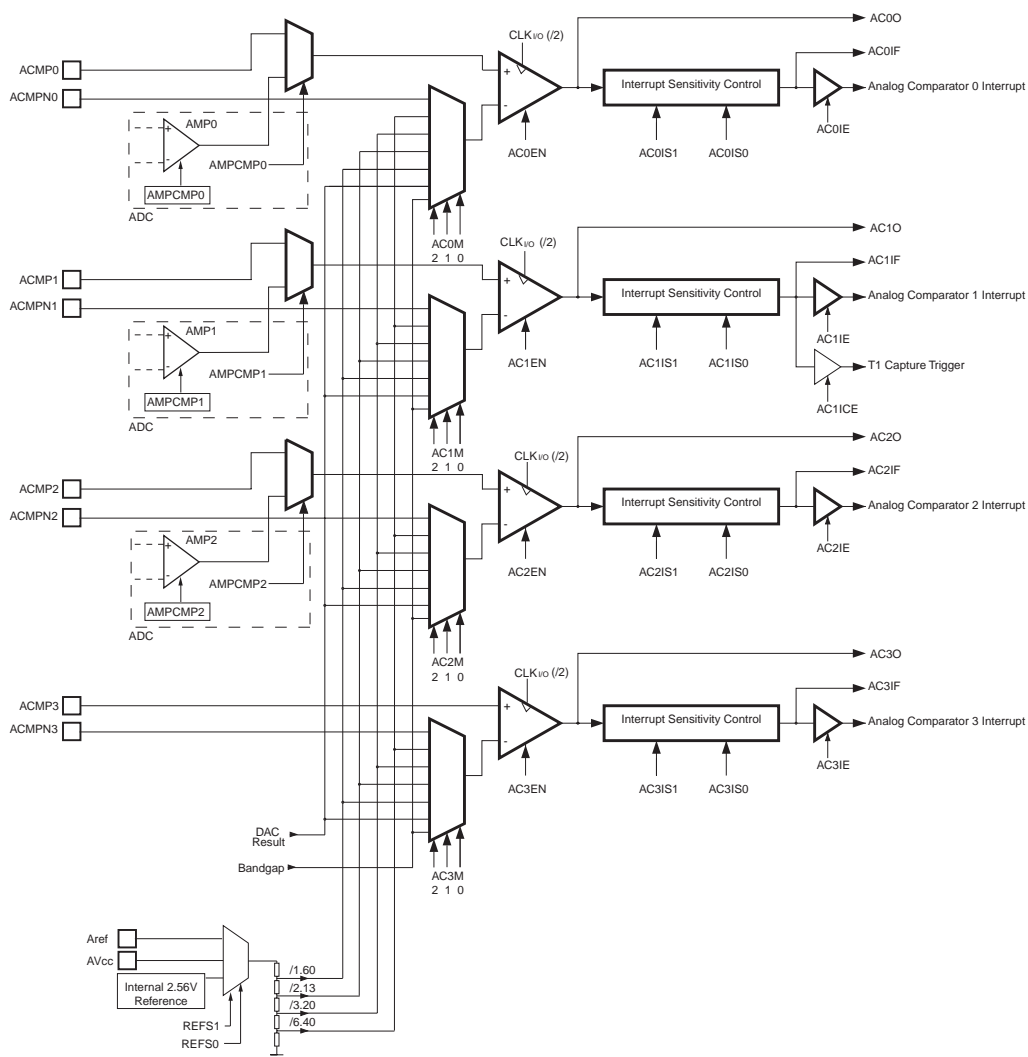 AC0O
CLKI/O (/2)
AC0IF
ACMP0
+
Interrupt Sensitivity Control
Analog Comparator 0 Interrupt
ACMPN0
-
AMP0
+
-
AC0IE
AMPCMP0
AC0EN
AC0IS1
AC0IS0
AMPCMP0
ADC
AC0M
2 1 0
AC1O
CLKI/O (/2)
AC1IF
ACMP1
+
Interrupt Sensitivity Control
Analog Comparator 1 Interrupt
ACMPN1
-
AMP1
+
-
AC1IE
AMPCMP1
AC1EN
AC1IS1
AC1IS0
T1 Capture Trigger
AMPCMP1
AC1ICE
ADC
AC1M
2 1 0
AC2O
CLKI/O (/2)
AC2IF
ACMP2
+
Interrupt Sensitivity Control
Analog Comparator 2 Interrupt
ACMPN2
-
AMP2
+
-
AC2IE
AMPCMP2
AC2EN
AC2IS1
AC2IS0
AMPCMP2
ADC
AC2M
2 1 0
AC3O
CLKI/O (/2)
AC3IF
ACMP3
+
Interrupt Sensitivity Control
Analog Comparator 3 Interrupt
ACMPN3
-
AC3IE
AC3EN
AC3IS1
AC3IS0
DAC
Result
Bandgap
AC3M
2 1 0
Aref
AVcc
/1.60
Internal 2.56V
Reference
/2.13
/3.20
/6.40
REFS1
REFS0